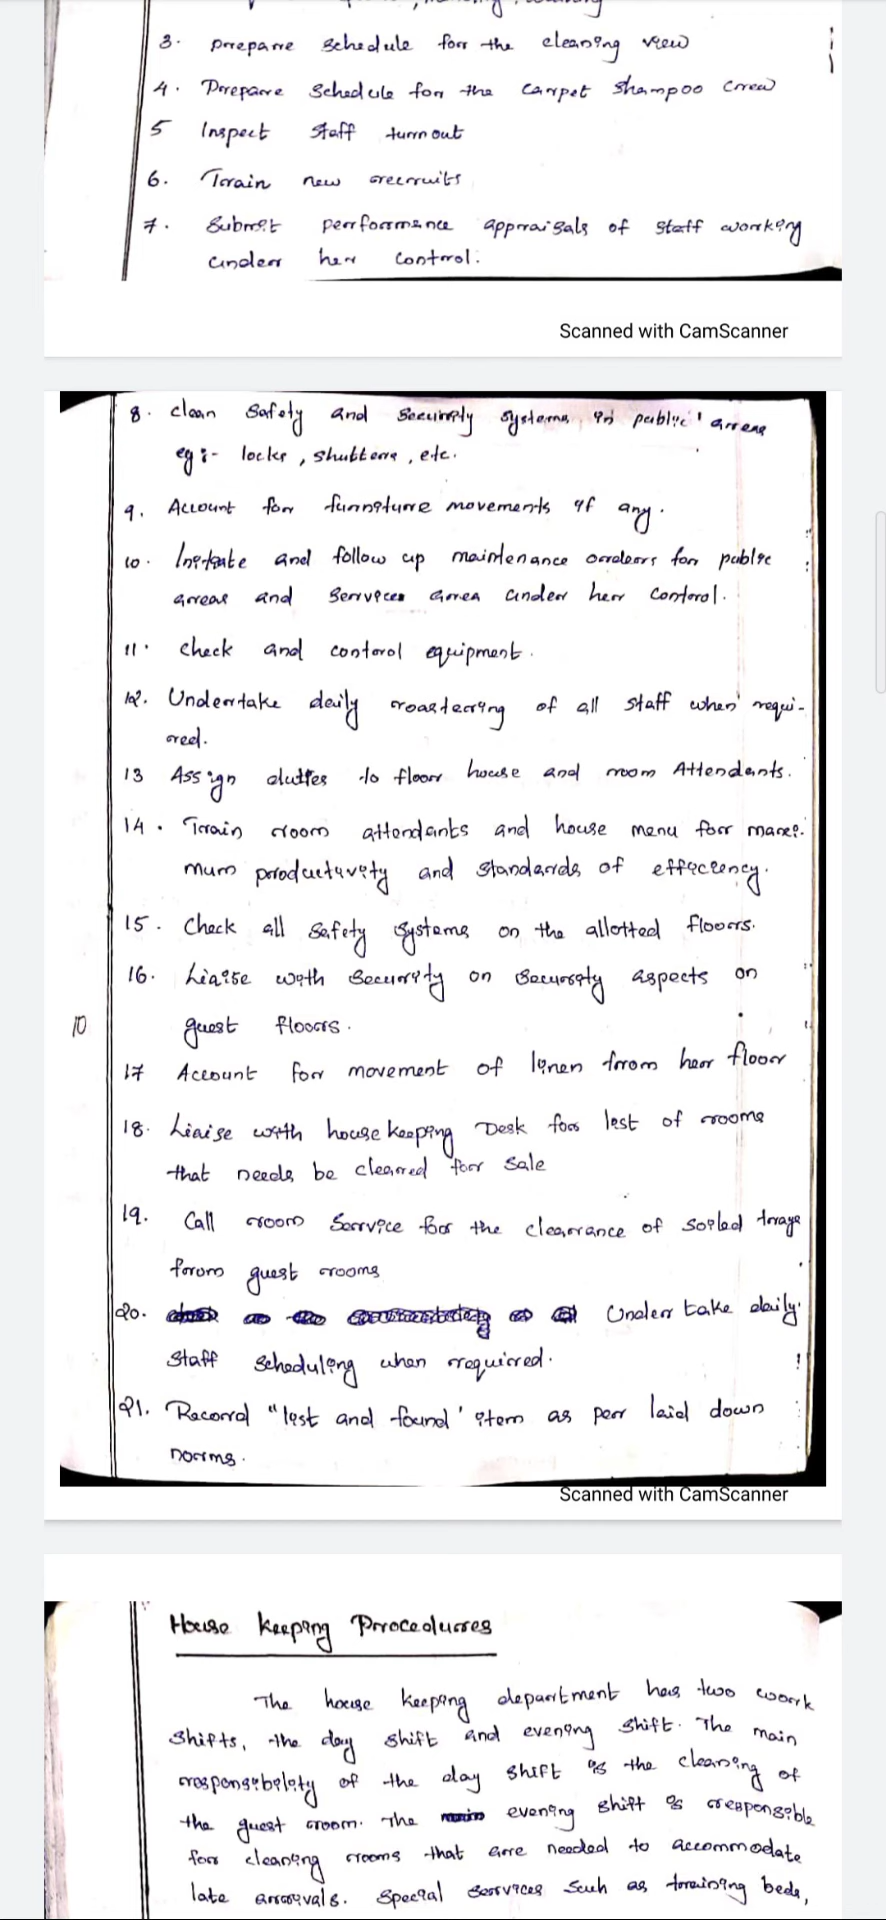 3. prepare schedule for the cleaning view
4. Prepare Schedule for the carpet shampoo crew
5 Inspect staff turn out
6. Train new recruits
7. Submit performance appraisals of staff working
under her control.
Scanned with CamScanner
8. clean safety and security systems, in public areas
eg :- locks, shutters, etc.
9. Account for furniture movements if any.
10. Initiate and follow up maintenance orders for public
areas and services area under her control.
11. check and control equipment.
12. Undertake daily roastering of all staff when requi-
red.
13 Assign duties to floor house and room Attendants.
14. Train room attendants and house menu for maxi-
mum productivity and standards of efficiency.
15. Check all safety systems on the allotted floors.
16. Liaise with security on security aspects on
10
guest floors.
17 Account for movement of linen from her floor
18. Liaise with house keeping Desk for list of rooms
that needs be cleared for sale
19. Call room service for the clearance of soiled trays
from guest rooms
20. Under take daily
staff scheduling when required.
21. Record "lost and found" item as per laid down
norms.
Scanned with CamScanner
House keeping Procedures
The house keeping department has two work
shifts, the day shift and evening shift. The main
responsibility of the day shift is the cleaning of
the guest room. The evening shift is responsible
for cleaning rooms that are needed to accommodate
late arrivals. Special services such as training beds,